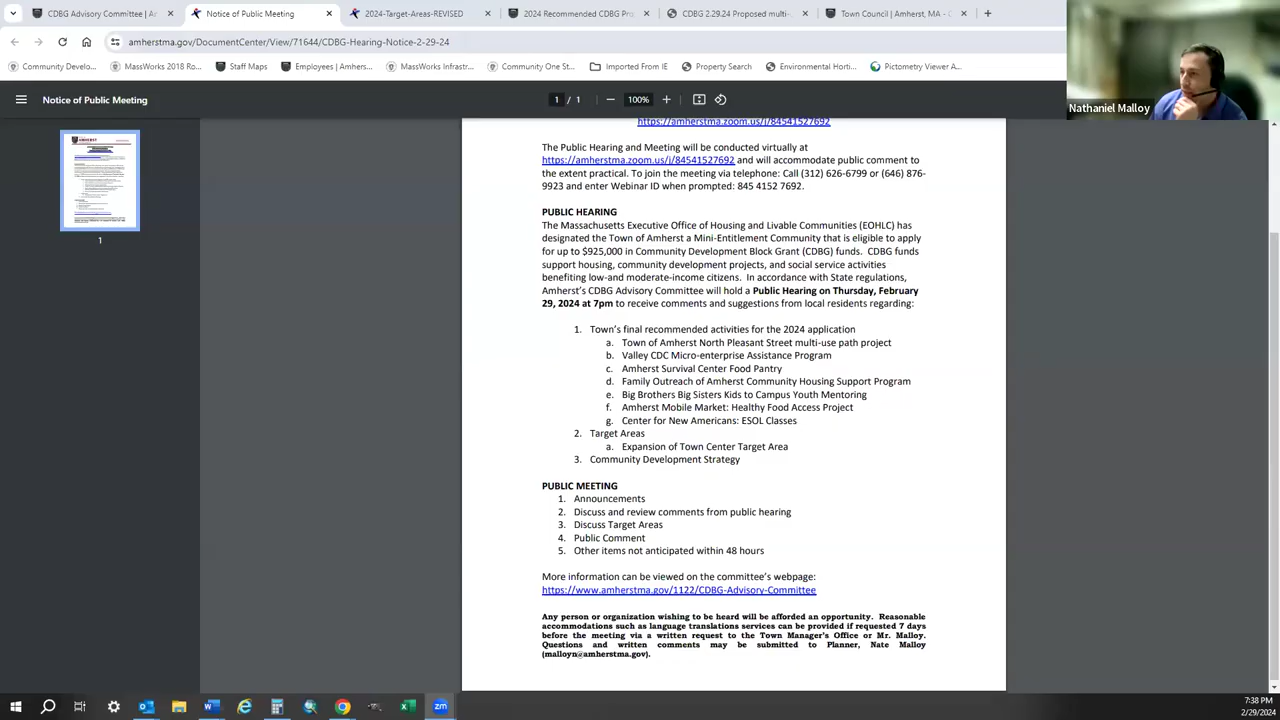 CDBG Advisory Committee | A
Notice of Public Meeting
2024-Target-Areas-REVISED
2024 Recommended CDBG Pro
CDBG 2.29.24 Proposed multi-
Town Council | Amherst, MA - O
amherstma.gov/DocumentCenter/View/71644/CDBG-Hearing-Notice-2-29-24
Community Develo...
MassWorks 2018 Ro...
Staff Maps
Employees | Amhers...
MassWorks Infrastr...
Community One St...
Imported From IE
Property Search
Environmental Horti...
Pictometry Viewer A...
Nathaniel Malloy
Notice of Public Meeting
1 / 1
100%
1
https://amherstma.zoom.us/j/84541527692
The Public Hearing and Meeting will be conducted virtually at
https://amherstma.zoom.us/j/84541527692 and will accommodate public comment to
the extent practical. To join the meeting via telephone: Call (312) 626-6799 or (646) 876-
9923 and enter Webinar ID when prompted: 845 4152 7692.
PUBLIC HEARING
The Massachusetts Executive Office of Housing and Livable Communities (EOHLC) has
designated the Town of Amherst a Mini-Entitlement Community that is eligible to apply
for up to $925,000 in Community Development Block Grant (CDBG) funds. CDBG funds
support housing, community development projects, and social service activities
benefiting low-and moderate-income citizens. In accordance with State regulations,
Amherst's CDBG Advisory Committee will hold a Public Hearing on Thursday, February
29, 2024 at 7pm to receive comments and suggestions from local residents regarding:
1. Town's final recommended activities for the 2024 application
a. Town of Amherst North Pleasant Street multi-use path project
b. Valley CDC Micro-enterprise Assistance Program
c. Amherst Survival Center Food Pantry
d. Family Outreach of Amherst Community Housing Support Program
e. Big Brothers Big Sisters Kids to Campus Youth Mentoring
f. Amherst Mobile Market: Healthy Food Access Project
g. Center for New Americans: ESOL Classes
2. Target Areas
a. Expansion of Town Center Target Area
3. Community Development Strategy
PUBLIC MEETING
1. Announcements
2. Discuss and review comments from public hearing
3. Discuss Target Areas
4. Public Comment
5. Other items not anticipated within 48 hours
More information can be viewed on the committee's webpage:
https://www.amherstma.gov/1122/CDBG-Advisory-Committee
Any person or organization wishing to be heard will be afforded an opportunity. Reasonable
accommodations such as language translations services can be provided if requested 7 days
before the meeting via a written request to the Town Manager's Office or Mr. Malloy.
Questions and written comments may be submitted to Planner, Nate Malloy
(malloyn@amherstma.gov).
7:38 PM
2/29/2024